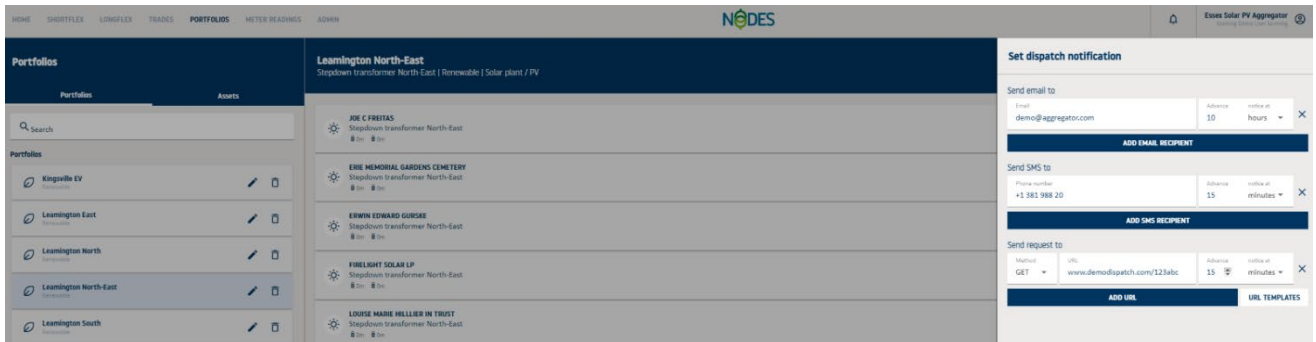 HOME SHORTFLEX LONGFLEX TRADES PORTFOLIOS METER READINGS ADMIN
NODES
Essex Solar PV Aggregator
Portfolios
Portfolios Assets
Search
Portfolios
Kingsville EV
Renewable
Leamington East
Renewable
Leamington North
Renewable
Leamington North-East
Renewable
Leamington South
Renewable
Leamington North-East
Stepdown transformer North-East | Renewable | Solar plant / PV
JOE C FREITAS
Stepdown transformer North-East
ERIE MEMORIAL GARDENS CEMETERY
Stepdown transformer North-East
ERWIN EDWARD GURSKE
Stepdown transformer North-East
FIRELIGHT SOLAR LP
Stepdown transformer North-East
LOUISE MARIE HILLLIER IN TRUST
Stepdown transformer North-East
Set dispatch notification
Send email to
Email Advance notice at
demo@aggregator.com 10 hours
ADD EMAIL RECIPIENT
Send SMS to
Phone number Advance notice at
+1 381 988 20 15 minutes
ADD SMS RECIPIENT
Send request to
Method URL Advance notice at
GET www.demodispatch.com/123abc 15 minutes
ADD URL URL TEMPLATES